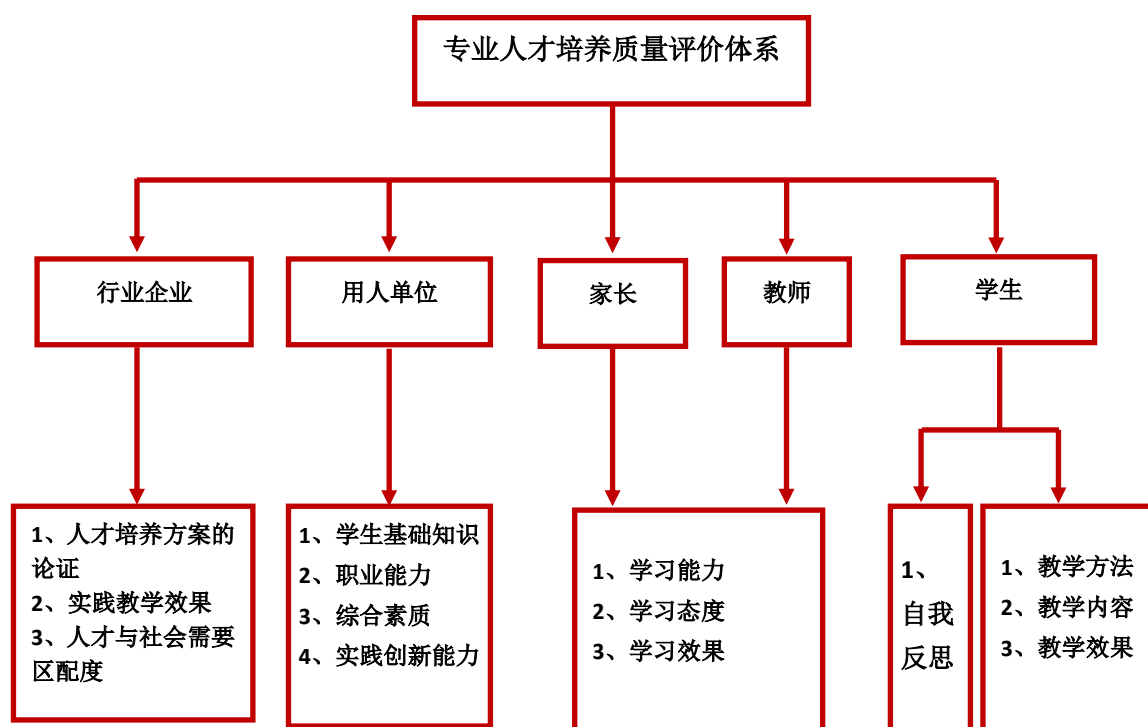 专业人才培养质量评价体系
行业企业
用人单位
家长
教师
学生
1、人才培养方案的
论证
2、实践教学效果
3、人才与社会需要
区配度
1、学生基础知识
2、职业能力
3、综合素质
4、实践创新能力
1、学习能力
2、学习态度
3、学习效果
1、
自我
反思
1、教学方法
2、教学内容
3、教学效果